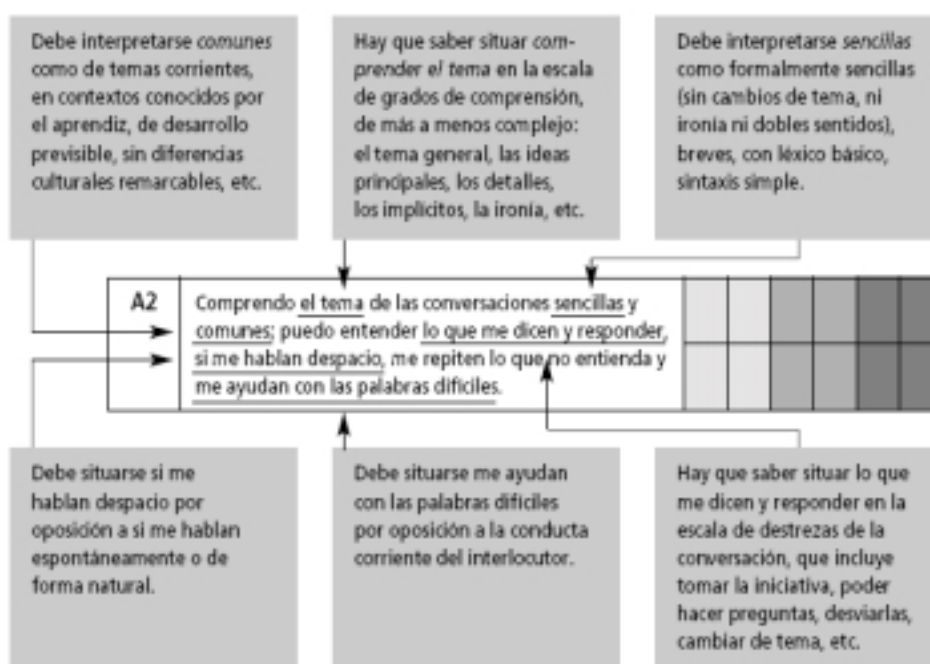 Debe interpretarse comunes
como de temas corrientes,
en contextos conocidos por
el aprendiz, de desarrollo
previsible, sin diferencias
culturales remarcables, etc.
Hay que saber situar com-
prender el tema en la escala
de grados de comprensión,
de más a menos complejo:
el tema general, las ideas
principales, los detalles,
los implícitos, la ironía, etc.
Debe interpretarse sencillas
como formalmente sencillas
(sin cambios de tema, ni
ironía ni dobles sentidos),
breves, con léxico básico,
sintaxis simple.
A2
Comprendo el tema de las conversaciones sencillas y
comunes; puedo entender lo que me dicen y responder,
si me hablan despacio, me repiten lo que no entienda y
me ayudan con las palabras difíciles.
Debe situarse si me
hablan despacio por
oposición a si me hablan
espontáneamente o de
forma natural.
Debe situarse me ayudan
con las palabras difíciles
por oposición a la conducta
corriente del interlocutor.
Hay que saber situar lo que
me dicen y responder en la
escala de destrezas de la
conversación, que incluye
tomar la iniciativa, poder
hacer preguntas, desviarlas,
cambiar de tema, etc.